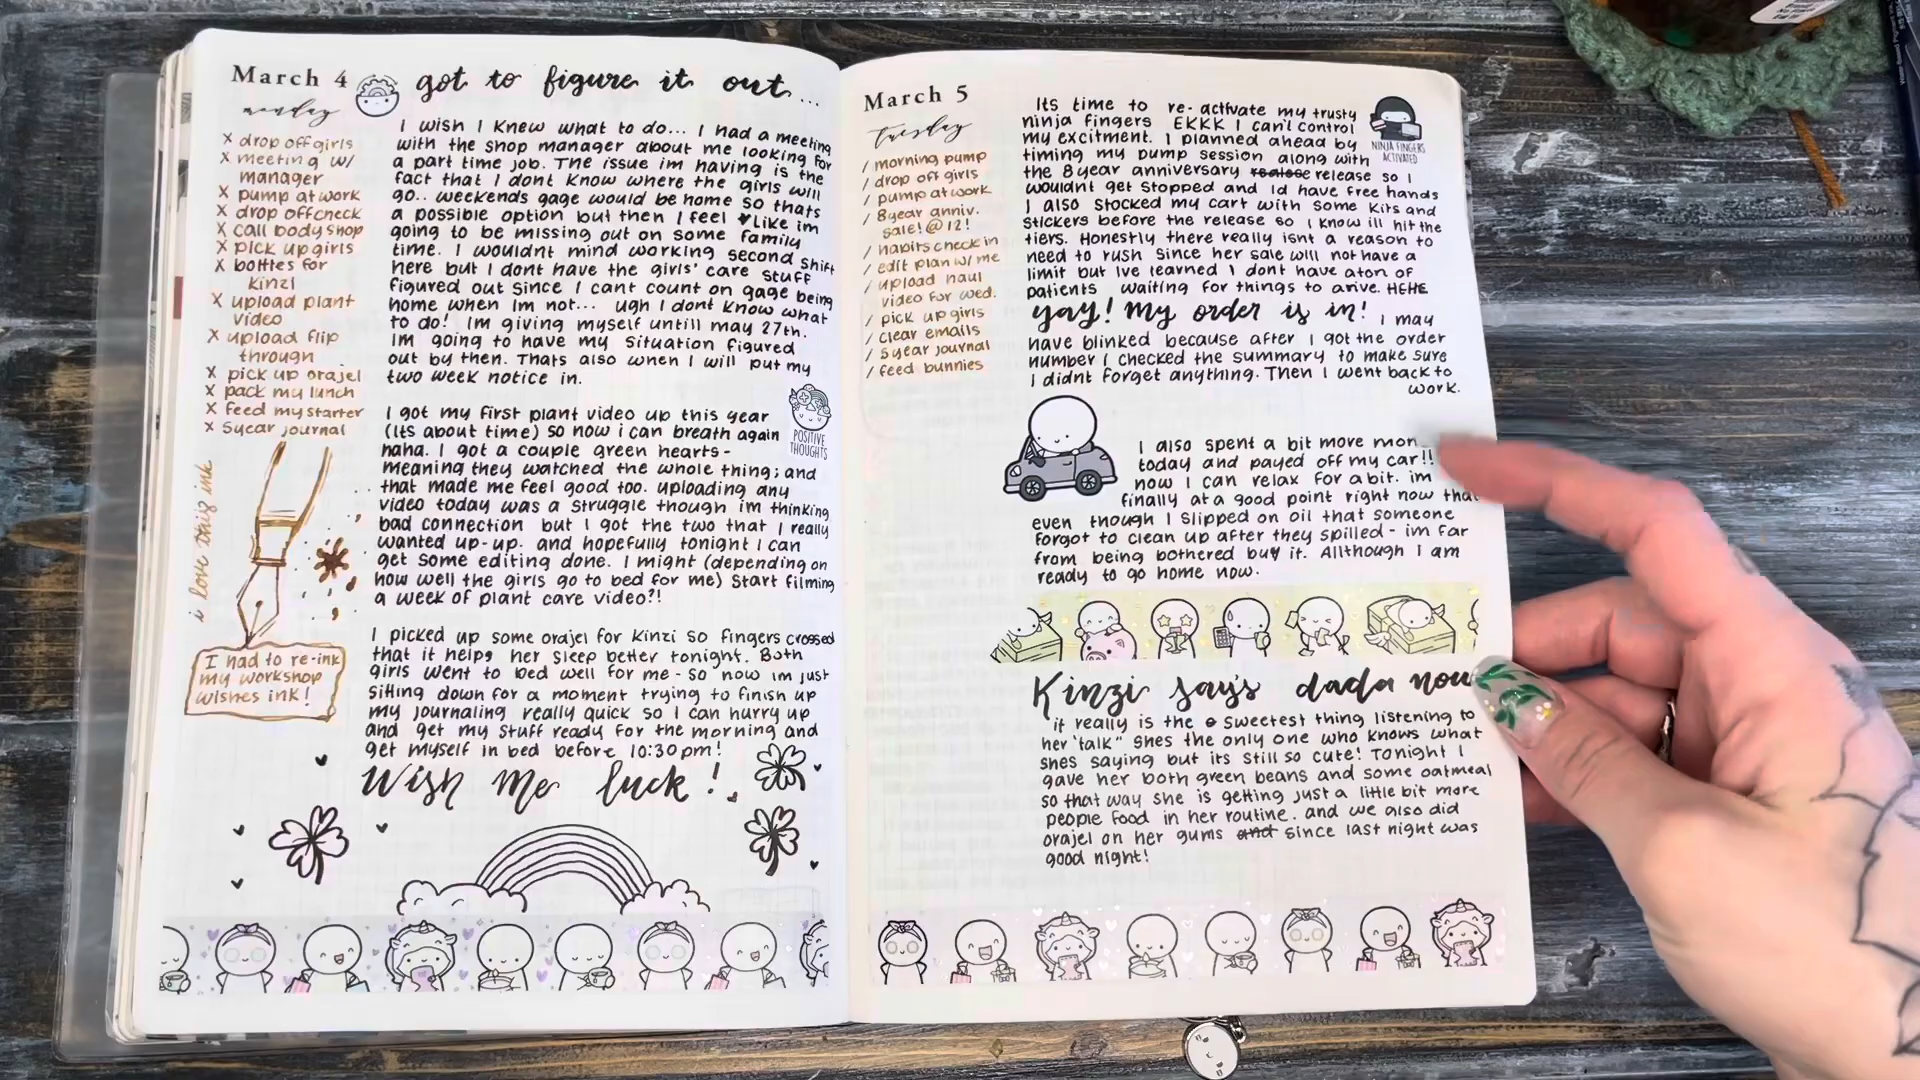 March 4
monday
got to figure it out...
x drop off girls
x meeting w/
manager
x pump at work
x drop off check
x call body shop
x pick up girls
x bottles for
kinzi
x upload plant
video
x upload flip
through
x pick up orajel
x pack my lunch
x feed my starter
x 5year journal
i love this ink
I had to re-ink
my workshop
wishes ink!
I wish I knew what to do... I had a meeting
with the shop manager about me looking for
a part time job. The issue im having is the
fact that I dont know where the girls will
go.. weekends gage would be home so thats
a possible option but then I feel like im
going to be missing out on some family
time. I wouldnt mind working second shift
here but I dont have the girls' care stuff
figured out since I cant count on gage being
home when Im not... ugh I dont know what
to do! Im giving myself untill may 27th.
Im going to have my situation figured
out by then. Thats also when I will put my
two week notice in.
I got my first plant video up this year
(its about time) so now i can breath again
haha. I got a couple green hearts-
meaning they watched the whole thing; and
that made me feel good too. uploading any
video today was a struggle though im thinking
bad connection but I got the two that I really
wanted up-up. and hopefully tonight I can
get some editing done. I might (depending on
how well the girls go to bed for me) start filming
a week of plant care video?!
POSITIVE
THOUGHTS
I picked up some orajel for Kinzi so fingers crossed
that it helps her sleep better tonight. Both
girls went to bed well for me - so now im just
sitting down for a moment trying to finish up
my journaling really quick so I can hurry up
and get my stuff ready for the morning and
get myself in bed before 10:30pm!
Wish me luck!
March 5
tuesday
/ morning pump
/ drop off girls
/ pump at work
/ 8year anniv.
sale! @ 12!
/ habits check in
/ edit plan w/ me
/ upload haul
video for wed.
/ pick up girls
/ clear emails
/ 5year journal
/ feed bunnies
Its time to re-activate my trusty
ninja fingers EKKK I can't control
my excitment. I planned ahead by
timing my pump session along with
the 8year anniversary release so I
wouldnt get stopped and Id have free hands
I also stocked my cart with some kits and
stickers before the release so I know ill hit the
tiers. Honestly there really isnt a reason to
need to rush since her sale will not have a
limit but Ive learned I dont have aton of
patients waiting for things to arive. HEHE
NINJA FINGERS
ACTIVATED
yay! my order is in! I may
have blinked because after I got the order
number I checked the summary to make sure
I didnt forget anything. Then I went back to
work.
I also spent a bit more mon
today and payed off my car!!
now I can relax for a bit. im
finally at a good point right now that
even though I slipped on oil that someone
forgot to clean up after they spilled - im far
from being bothered buy it. Allthough I am
ready to go home now.
Kinzi say's dada now
it really is the sweetest thing listening to
her "talk" shes the only one who knows what
shes saying but its still so cute! Tonight I
gave her both green beans and some oatmeal
so that way she is getting just a little bit more
people food in her routine. and we also did
orajel on her gums and since last night was
good night!